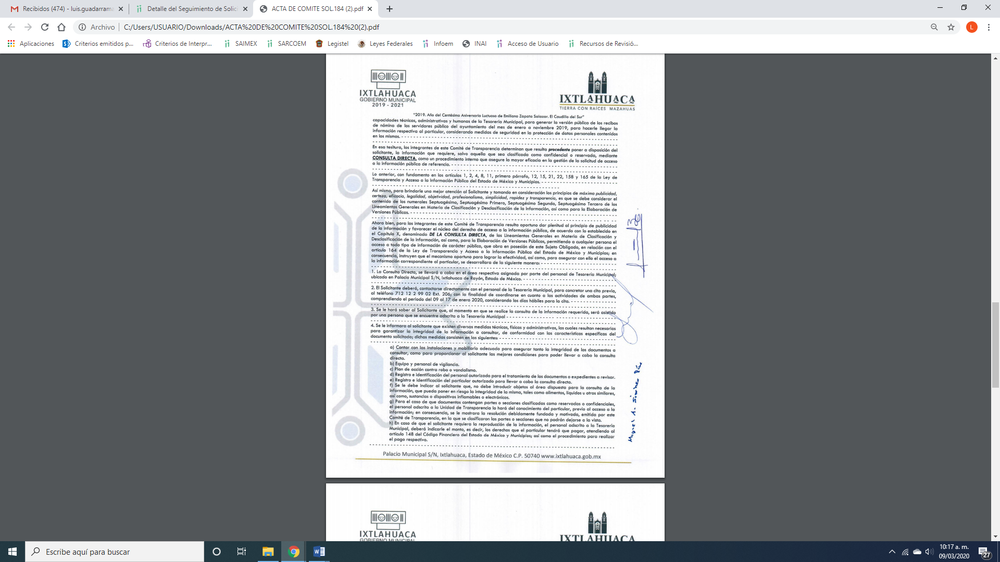 Recibidos (474) - luis.guadarrama
Detalle del Seguimiento de Solici
ACTA DE COMITE SOL.184 (2).pdf
Archivo
C:/Users/USUARIO/Downloads/ACTA%20DE%20COMITE%20SOL.184%20(2).pdf
L
Aplicaciones
Criterios emitidos p...
Criterios de Interpr...
SAIMEX
SARCOEM
Legistel
Leyes Federales
Infoem
INAI
Acceso de Usuario
Recursos de Revisió...
IXTLAHUACA
GOBIERNO MUNICIPAL
2019 - 2021
IXTLAHUACA
TIERRA CON RAÍCES MAZAHUAS
"2019. Año del Centésimo Aniversario Luctuoso de Emiliano Zapata Salazar. El Caudillo del Sur"
capacidades técnicas, administrativas y humanas de la Tesorería Municipal, para generar la versión pública de los recibos
de nómina de los servidores público del ayuntamiento del mes de enero a noviembre 2019, para hacerle llegar la
información respectiva al particular, considerando medidas de seguridad en la protección de datos personales contenidos
en los mismos.
En esa tesitura, los integrantes de este Comité de Transparencia determinan que resulta procedente poner a disposición del
solicitante, la información que requiere, salvo aquella que sea clasificada como confidencial o reservada, mediante
CONSULTA DIRECTA, como un procedimiento interno que asegure la mayor eficacia en la gestión de la solicitud de acceso
a la información pública de referencia.
Lo anterior, con fundamento en los artículos 1, 2, 4, 8, 11, primero párrafo, 12, 15, 21, 22, 158 y 165 de la Ley de
Transparencia y Acceso a la Información Pública del Estado de México y Municipios.
Así mismo, para brindarle una mejor atención al Solicitante y tomando en consideración los principios de máxima publicidad,
certeza, eficacia, legalidad, objetividad, profesionalismo, simplicidad, rapidez y transparencia, es que se debe considerar el
contenido de los numerales Septuagésimo, Septuagésimo Primero, Septuagésimo Segundo, Septuagésimo Tercero de los
Lineamientos Generales en Materia de Clasificación y Desclasificación de la Información, así como para la Elaboración de
Versiones Públicas.
Ahora bien, para los integrantes de este Comité de Transparencia resulta oportuno dar plenitud al principio de publicidad
de la información y favorecer el núcleo del derecho de acceso a la información pública, de acuerdo con lo establecido en
el Capítulo X, denominado DE LA CONSULTA DIRECTA, de los Lineamientos Generales en Materia de Clasificación y
Desclasificación de la Información, así como, para la Elaboración de Versiones Públicas, permitiendo a cualquier persona el
acceso a todo tipo de información de carácter público, que obra en posesión de este Sujeto Obligado, en relación con el
artículo 164 de la Ley de Transparencia y Acceso a la Información Pública del Estado de México y Municipios; en
consecuencia, instruyen que el mecanismo oportuno para lograr la efectividad, así como, para asegurar con ello el acceso a
la información correspondiente al particular, se desarrollara de la siguiente manera:
1. La Consulta Directa, se llevará a cabo en el área respectiva asignada por parte del personal de Tesorería Municipal;
ubicado en Palacio Municipal S/N, Ixtlahuaca de Rayón, Estado de México.
2. El Solicitante deberá, contactarse directamente con el personal de la Tesorería Municipal, para concretar una cita previa,
al teléfono 712 12 2 99 02 Ext. 206; con la finalidad de coordinarse en cuanto a las actividades de ambas partes,
comprendiendo el periodo del 09 al 17 de enero 2020, considerando los días hábiles para la cita.
3. Se le hará saber al Solicitante que, al momento en que se realice la consulta de la información requerida, será asistido
por una persona que se encuentre adscrita a la Tesorería Municipal
4. Se le informara al solicitante que existen diversas medidas técnicas, físicas y administrativas, las cuales resultan necesarias
para garantizar la integridad de la información a consultar, de conformidad con las características específicas del
documento solicitado; dichas medidas consisten en las siguientes:
a) Contar con las instalaciones y mobiliario adecuado para asegurar tanto la integridad de los documentos a
consultar, como para proporcionar al solicitante las mejores condiciones para poder llevar a cabo la consulta
directa.
b) Equipo y personal de vigilancia.
c) Plan de acción contra robo o vandalismo.
d) Registro e identificación del personal autorizado para el tratamiento de los documentos o expedientes a revisar.
e) Registro e identificación del particular autorizado para llevar a cabo la consulta directa.
f) Se le debe indicar al solicitante que, no debe introducir objetos al área dispuesta para la consulta de la
información, que pueda poner en riesgo la integridad de la misma, tales como alimentos, líquidos u otros similares,
así como, sustancias o dispositivos inflamables o electrónicos.
g) Para el caso de que documentos contengan partes o secciones clasificadas como reservadas o confidenciales,
el personal adscrito a la Unidad de Transparencia lo hará del conocimiento del particular, previo al acceso a la
información; en consecuencia, se le mostrara la resolución debidamente fundada y motivada, emitida por este
Comité de Transparencia, en la que se clasificaron las partes o secciones que no podrán dejarse a la vista.
h) En caso de que el solicitante requiera la reproducción de la información, el personal adscrito a la Tesorería
Municipal, deberá indicarle el monto, es decir, los derechos que el particular tendrá que pagar, atendiendo al
artículo 148 del Código Financiero del Estado de México y Municipios; así como el procedimiento para realizar
el pago respectivo.
Miguel A. Sánchez
Palacio Municipal S/N, Ixtlahuaca, Estado de México C.P. 50740 www.ixtlahuaca.gob.mx
IXTLAHUACA
GOBIERNO MUNICIPAL
IXTLAHUACA
Escribe aquí para buscar
10:17 a. m.
09/03/2020
27